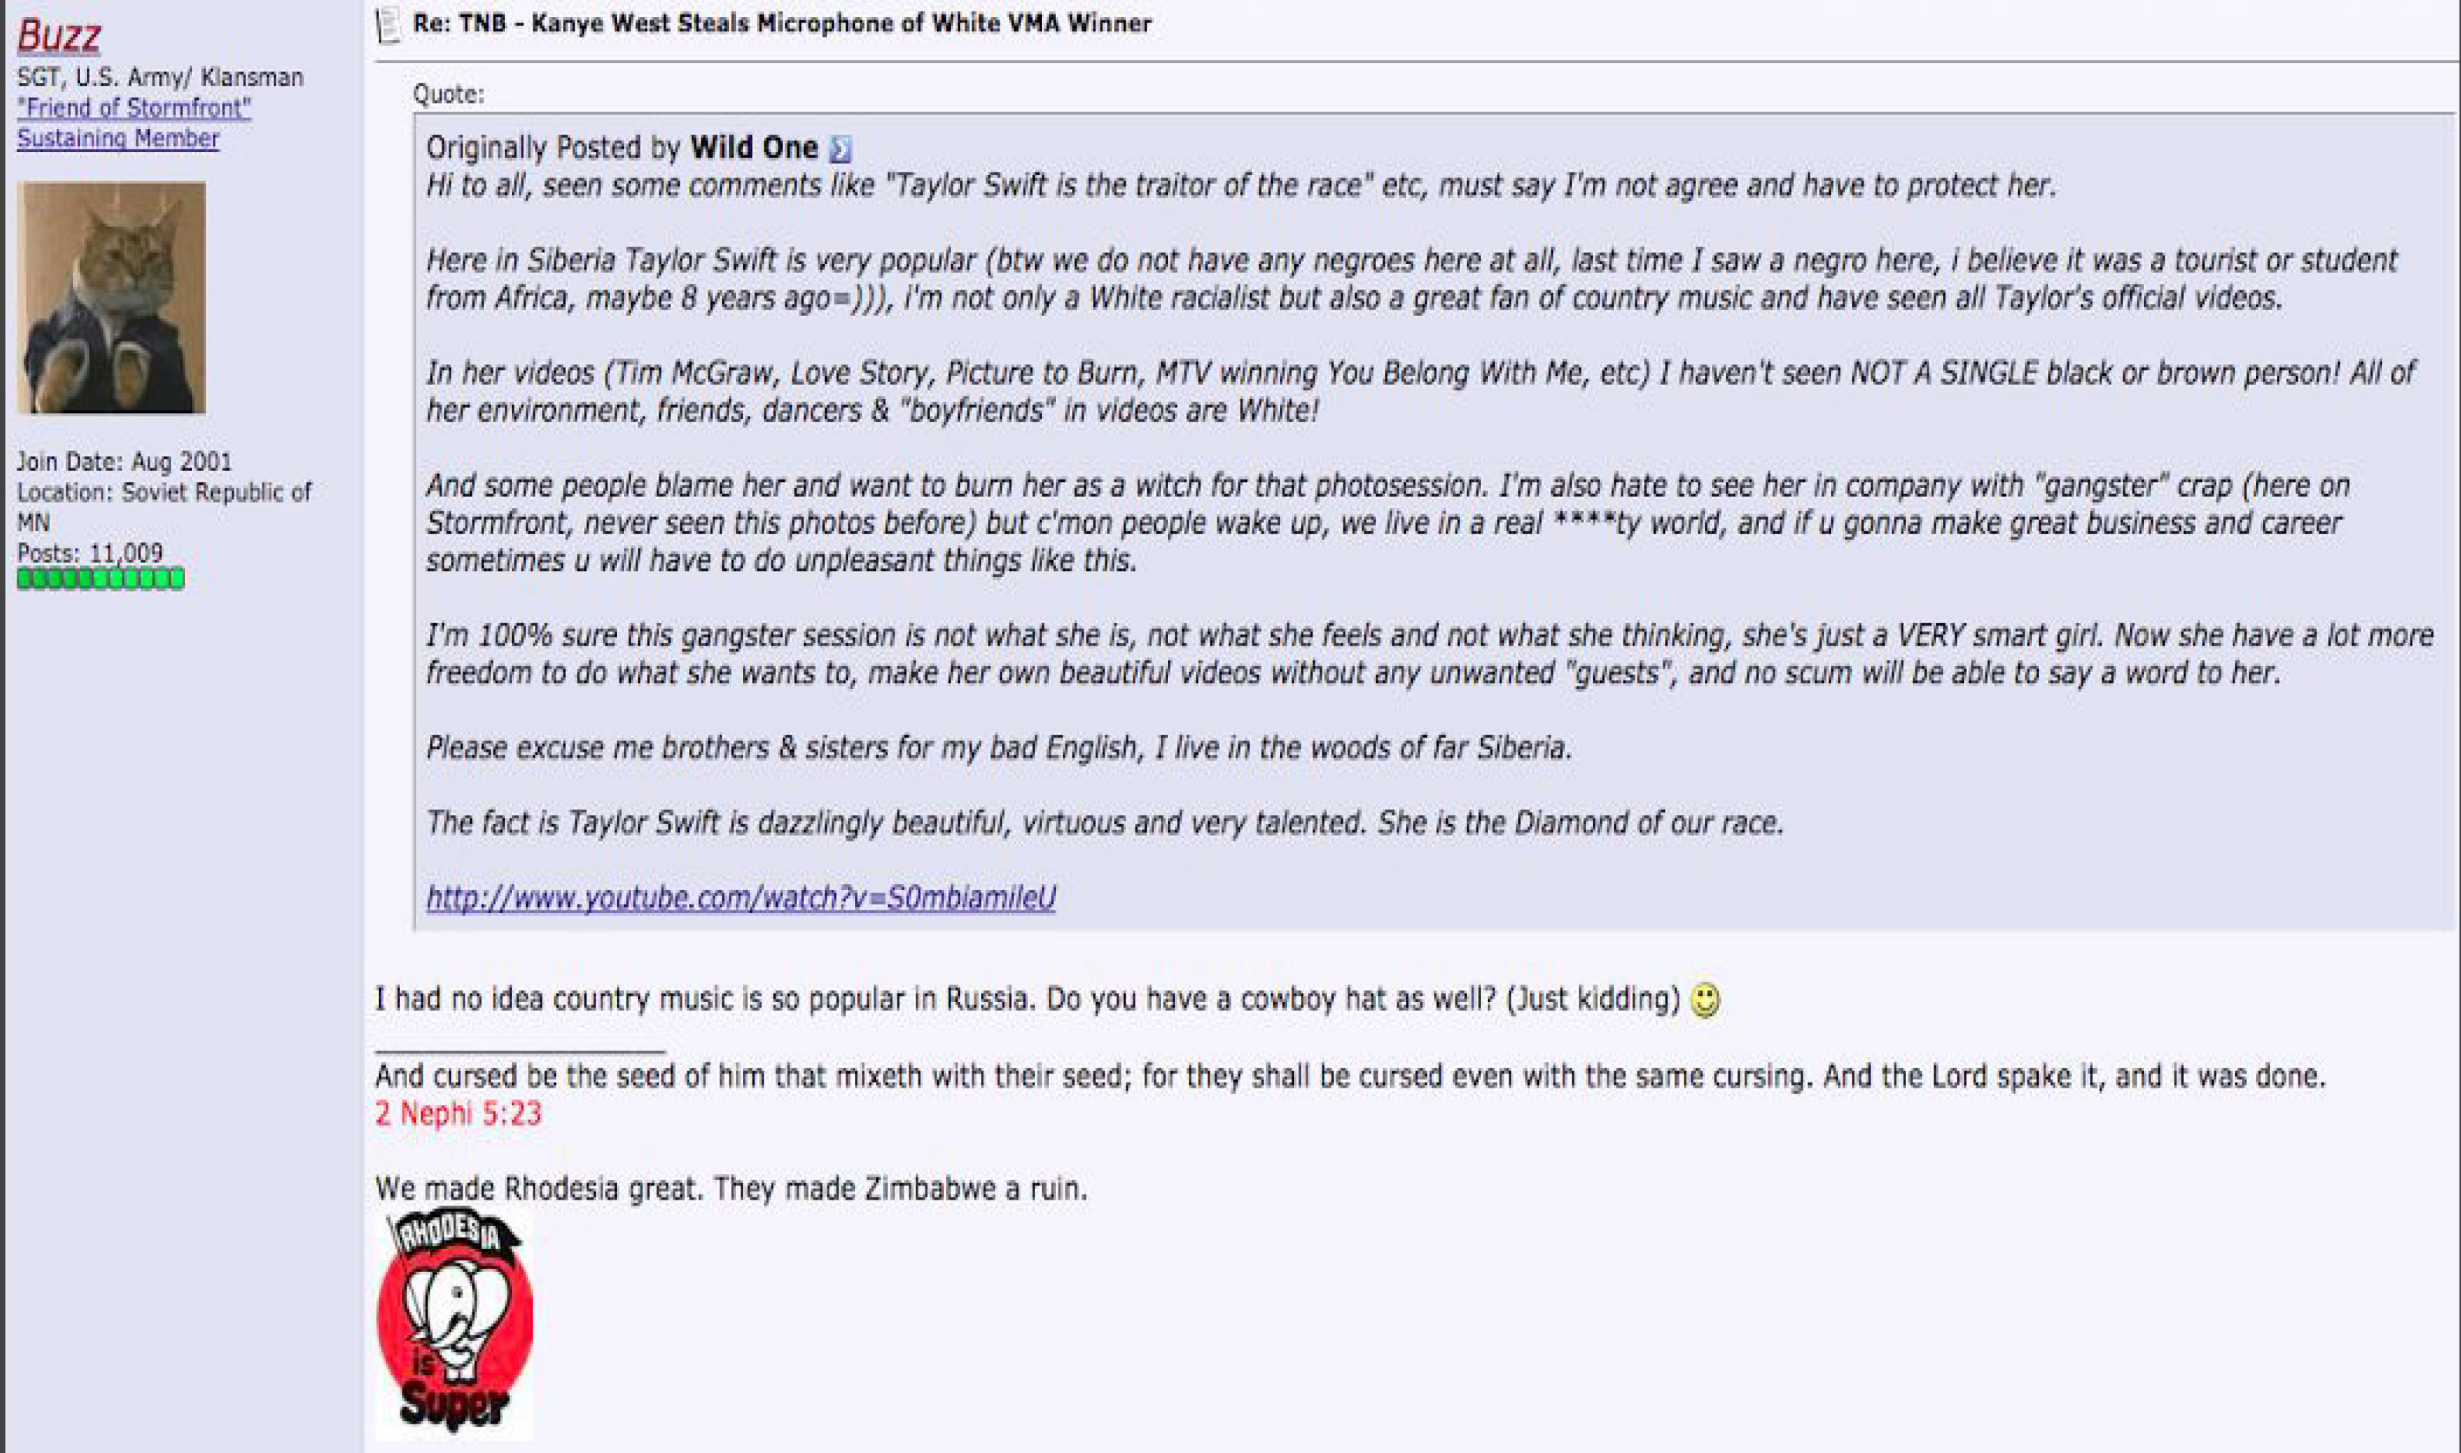 Buzz
SGT, U.S. Army/ Klansman
"Friend of Stormfront"
Sustaining Member
Join Date: Aug 2001
Location: Soviet Republic of
MN
Posts: 11,009
Re: TNB - Kanye West Steals Microphone of White VMA Winner
Quote:
Originally Posted by Wild One
Hi to all, seen some comments like "Taylor Swift is the traitor of the race" etc, must say I'm not agree and have to protect her.
Here in Siberia Taylor Swift is very popular (btw we do not have any negroes here at all, last time I saw a negro here, i believe it was a tourist or student
from Africa, maybe 8 years ago=))), i'm not only a White racialist but also a great fan of country music and have seen all Taylor's official videos.
In her videos (Tim McGraw, Love Story, Picture to Burn, MTV winning You Belong With Me, etc) I haven't seen NOT A SINGLE black or brown person! All of
her environment, friends, dancers & "boyfriends" in videos are White!
And some people blame her and want to burn her as a witch for that photosession. I'm also hate to see her in company with "gangster" crap (here on
Stormfront, never seen this photos before) but c'mon people wake up, we live in a real ****ty world, and if u gonna make great business and career
sometimes u will have to do unpleasant things like this.
I'm 100% sure this gangster session is not what she is, not what she feels and not what she thinking, she's just a VERY smart girl. Now she have a lot more
freedom to do what she wants to, make her own beautiful videos without any unwanted "guests", and no scum will be able to say a word to her.
Please excuse me brothers & sisters for my bad English, I live in the woods of far Siberia.
The fact is Taylor Swift is dazzlingly beautiful, virtuous and very talented. She is the Diamond of our race.
http://www.youtube.com/watch?v=S0mbiamileU
I had no idea country music is so popular in Russia. Do you have a cowboy hat as well? (Just kidding)
And cursed be the seed of him that mixeth with their seed; for they shall be cursed even with the same cursing. And the Lord spake it, and it was done.
2 Nephi 5:23
We made Rhodesia great. They made Zimbabwe a ruin.
RHODESIA
is
Super